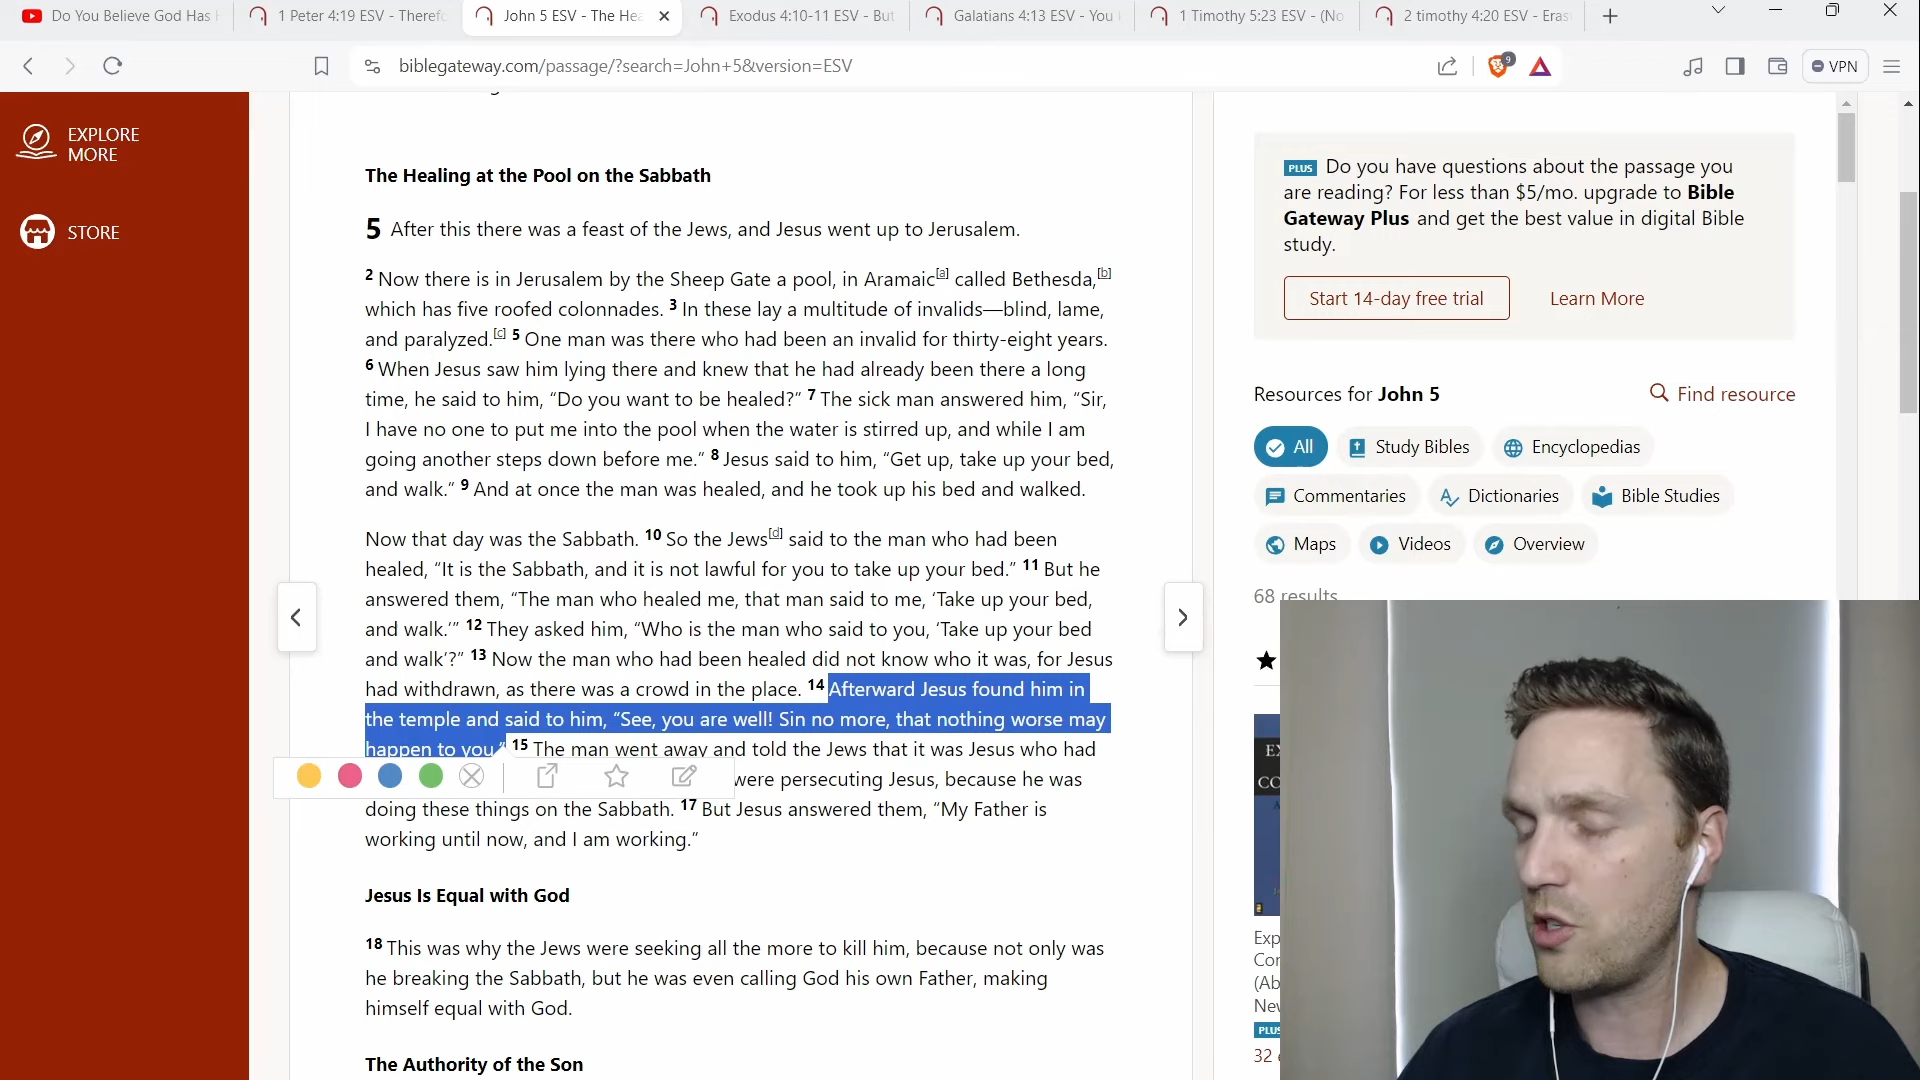 Do You Believe God Has
1 Peter 4:19 ESV - Therefo
John 5 ESV - The Hea
Exodus 4:10-11 ESV - But
Galatians 4:13 ESV - You
1 Timothy 5:23 ESV - (No
2 timothy 4:20 ESV - Eras
biblegateway.com/passage/?search=John+5&version=ESV
9
VPN
EXPLORE
MORE
STORE
The Healing at the Pool on the Sabbath
5 After this there was a feast of the Jews, and Jesus went up to Jerusalem.
2 Now there is in Jerusalem by the Sheep Gate a pool, in Aramaic[a] called Bethesda,[b]
which has five roofed colonnades. 3 In these lay a multitude of invalids—blind, lame,
and paralyzed.[c] 5 One man was there who had been an invalid for thirty-eight years.
6 When Jesus saw him lying there and knew that he had already been there a long
time, he said to him, “Do you want to be healed?” 7 The sick man answered him, “Sir,
I have no one to put me into the pool when the water is stirred up, and while I am
going another steps down before me.” 8 Jesus said to him, “Get up, take up your bed,
and walk.” 9 And at once the man was healed, and he took up his bed and walked.
Now that day was the Sabbath. 10 So the Jews[d] said to the man who had been
healed, “It is the Sabbath, and it is not lawful for you to take up your bed.” 11 But he
answered them, “The man who healed me, that man said to me, ‘Take up your bed,
and walk.’” 12 They asked him, “Who is the man who said to you, ‘Take up your bed
and walk’?” 13 Now the man who had been healed did not know who it was, for Jesus
had withdrawn, as there was a crowd in the place. 14 Afterward Jesus found him in
the temple and said to him, “See, you are well! Sin no more, that nothing worse may
happen to you.” 15 The man went away and told the Jews that it was Jesus who had
were persecuting Jesus, because he was
doing these things on the Sabbath. 17 But Jesus answered them, “My Father is
working until now, and I am working.”
Jesus Is Equal with God
18 This was why the Jews were seeking all the more to kill him, because not only was
he breaking the Sabbath, but he was even calling God his own Father, making
himself equal with God.
The Authority of the Son
PLUS Do you have questions about the passage you
are reading? For less than $5/mo. upgrade to Bible
Gateway Plus and get the best value in digital Bible
study.
Start 14-day free trial
Learn More
Resources for John 5
Find resource
All
Study Bibles
Encyclopedias
Commentaries
Dictionaries
Bible Studies
Maps
Videos
Overview
68 results
EX
CO
Exp
Con
(Ab
New
PLUS
32